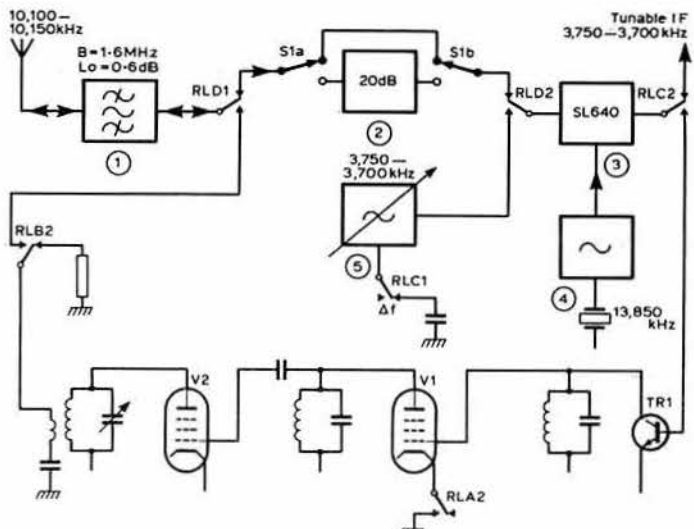 10,100—
10,150kHz
B=1·6MHz
Lo=0·6dB
1
RLD1
S1a
20dB
2
S1b
RLD2
SL640
3
RLC2
Tunable IF
3,750—3,700kHz
3,750—
3,700kHz
5
RLC1
Δf
4
13,850
kHz
RLB2
V2
V1
RLA2
TR1